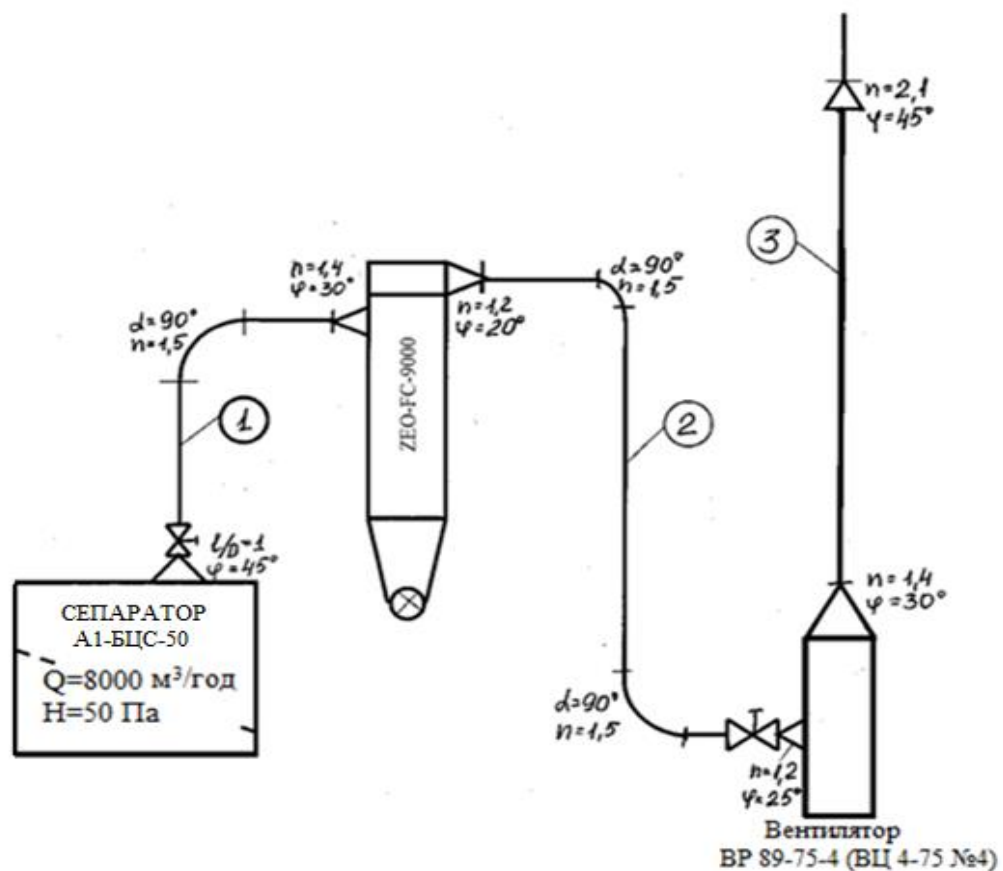 n=2,1
φ=45°
3
n=1,4
φ=30°
α=90°
n=1,5
n=1,2
φ=20°
α=90°
n=1,5
ZEO-FC-9000
1
2
l/D=1
φ=45°
СЕПАРАТОР
А1-БЦС-50
Q=8000 м³/год
Н=50 Па
n=1,4
φ=30°
α=90°
n=1,5
n=1,2
φ=25°
Вентилятор
ВР 89-75-4 (ВЦ 4-75 №4)